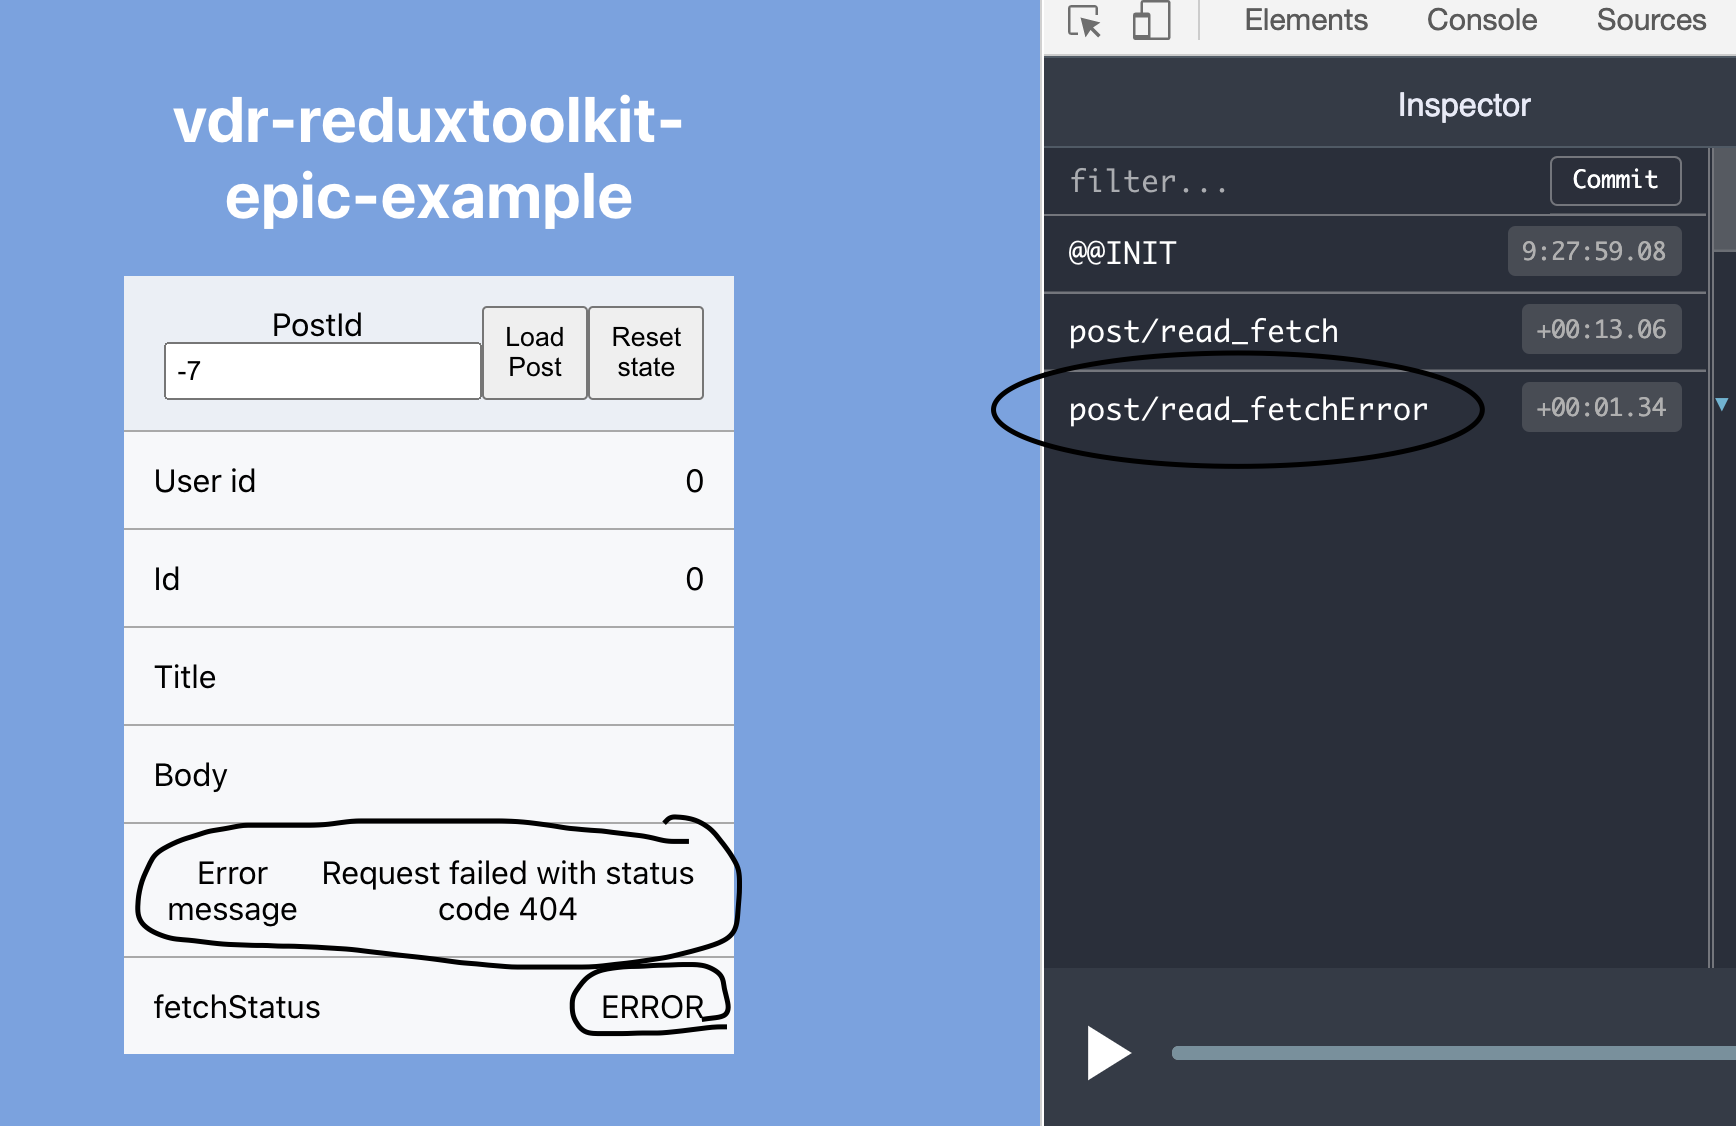 vdr-reduxtoolkit-
epic-example
PostId
-7
Load
Post
Reset
state
User id 0
Id 0
Title
Body
Error
message
Request failed with status
code 404
fetchStatus ERROR
Elements Console Sources
Inspector
filter... Commit
@@INIT 9:27:59.08
post/read_fetch +00:13.06
post/read_fetchError +00:01.34